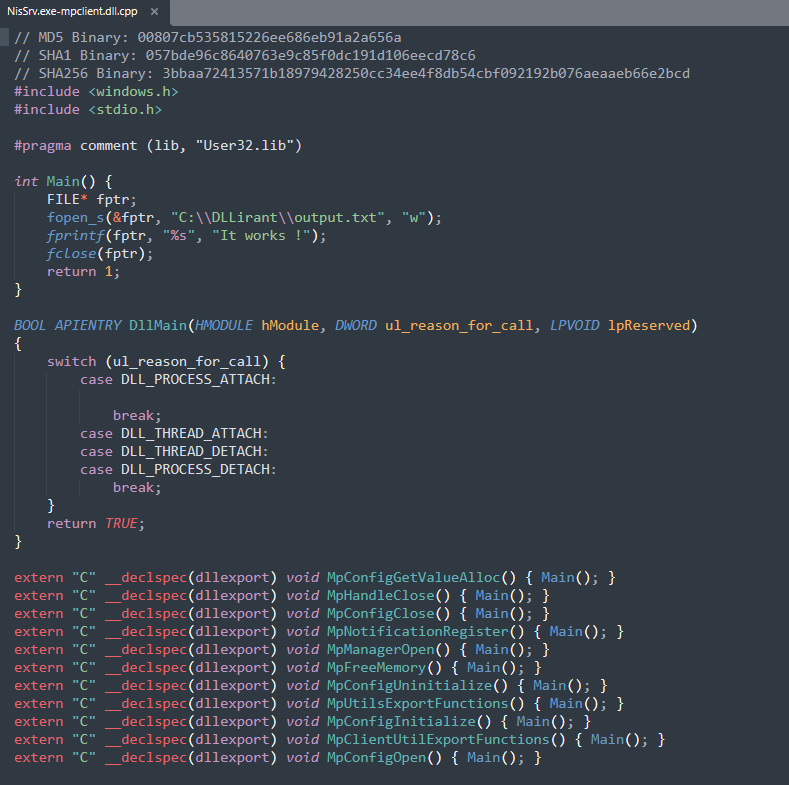 NisSrv.exe-mpclient.dll.cpp ×
// MD5 Binary: 00807cb535815226ee686eb91a2a656a
// SHA1 Binary: 057bde96c8640763e9c85f0dc191d106eecd78c6
// SHA256 Binary: 3bbaa72413571b18979428250cc34ee4f8db54cbf092192b076aeaaeb66e2bcd
#include <windows.h>
#include <stdio.h>
#pragma comment (lib, "User32.lib")
int Main() {
    FILE* fptr;
    fopen_s(&fptr, "C:\\DLLirant\\output.txt", "w");
    fprintf(fptr, "%s", "It works !");
    fclose(fptr);
    return 1;
}
BOOL APIENTRY DllMain(HMODULE hModule, DWORD ul_reason_for_call, LPVOID lpReserved)
{
    switch (ul_reason_for_call) {
        case DLL_PROCESS_ATTACH:
            break;
        case DLL_THREAD_ATTACH:
        case DLL_THREAD_DETACH:
        case DLL_PROCESS_DETACH:
            break;
    }
    return TRUE;
}
extern "C" __declspec(dllexport) void MpConfigGetValueAlloc() { Main(); }
extern "C" __declspec(dllexport) void MpHandleClose() { Main(); }
extern "C" __declspec(dllexport) void MpConfigClose() { Main(); }
extern "C" __declspec(dllexport) void MpNotificationRegister() { Main(); }
extern "C" __declspec(dllexport) void MpManagerOpen() { Main(); }
extern "C" __declspec(dllexport) void MpFreeMemory() { Main(); }
extern "C" __declspec(dllexport) void MpConfigUninitialize() { Main(); }
extern "C" __declspec(dllexport) void MpUtilsExportFunctions() { Main(); }
extern "C" __declspec(dllexport) void MpConfigInitialize() { Main(); }
extern "C" __declspec(dllexport) void MpClientUtilExportFunctions() { Main(); }
extern "C" __declspec(dllexport) void MpConfigOpen() { Main(); }